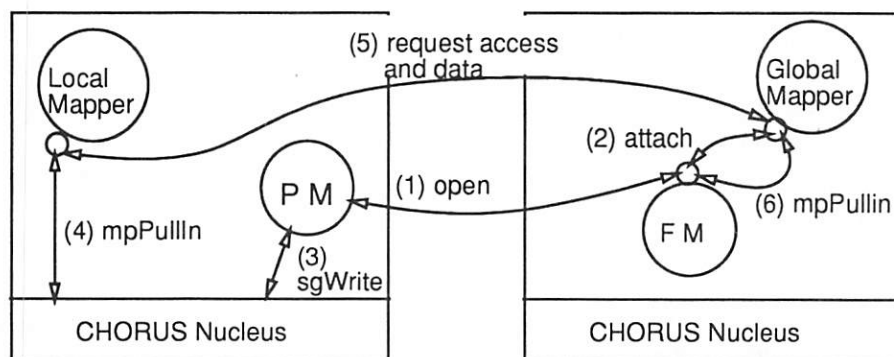 (5) request access
and data
Local
Mapper
Global
Mapper
(2) attach
P M
(1) open
(6) mpPullin
(4) mpPullIn
F M
(3)
sgWrite
CHORUS Nucleus
CHORUS Nucleus